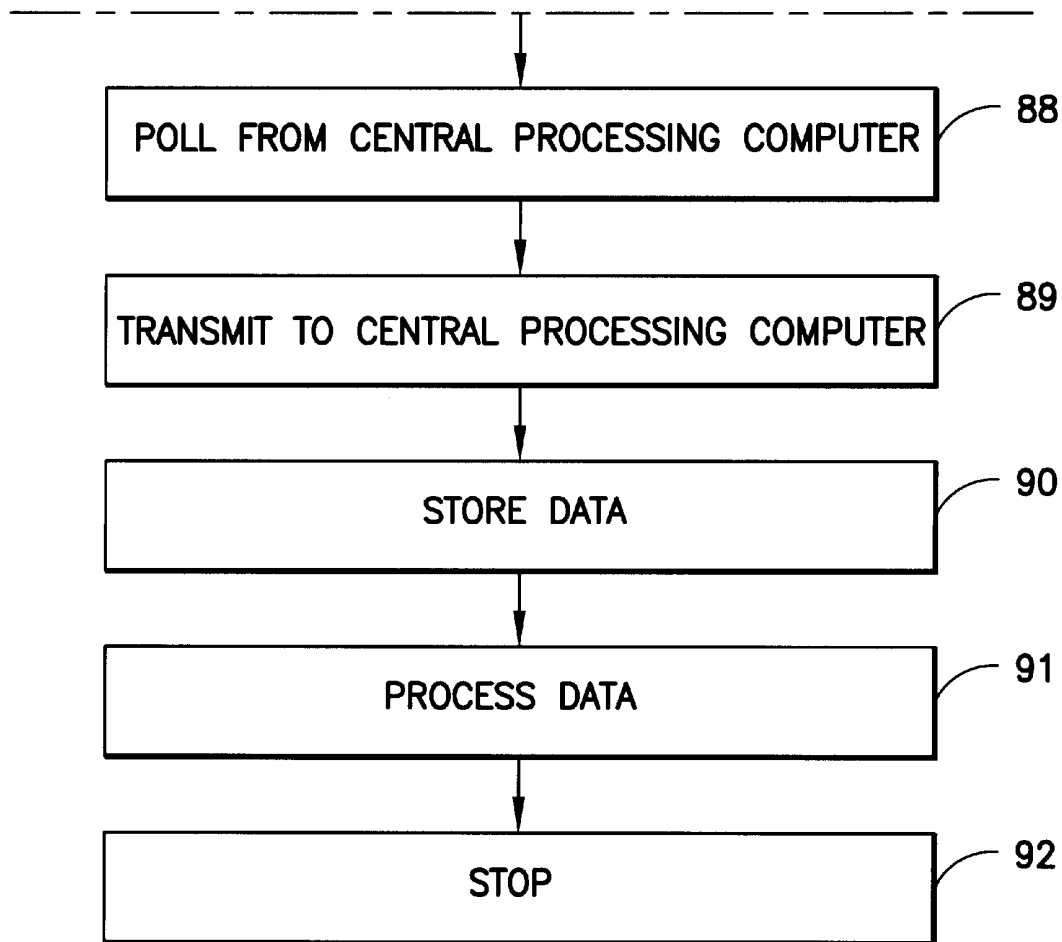 POLL FROM CENTRAL PROCESSING COMPUTER
88
TRANSMIT TO CENTRAL PROCESSING COMPUTER
89
STORE DATA
90
PROCESS DATA
91
STOP
92